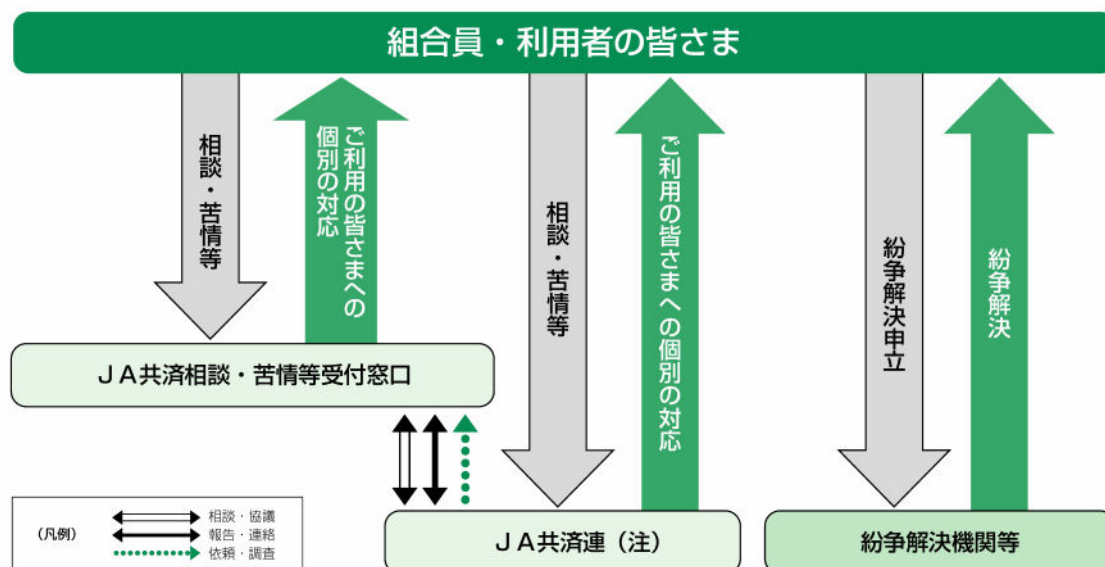 組合員・利用者の皆さま
相談・苦情等
ご利用の皆さまへの
個別の対応
相談・苦情等
ご利用の皆さまへの個別の対応
紛争解決申立
紛争解決
ＪＡ共済相談・苦情等受付窓口
(凡例)
相談・協議
報告・連絡
依頼・調査
ＪＡ共済連（注）
紛争解決機関等